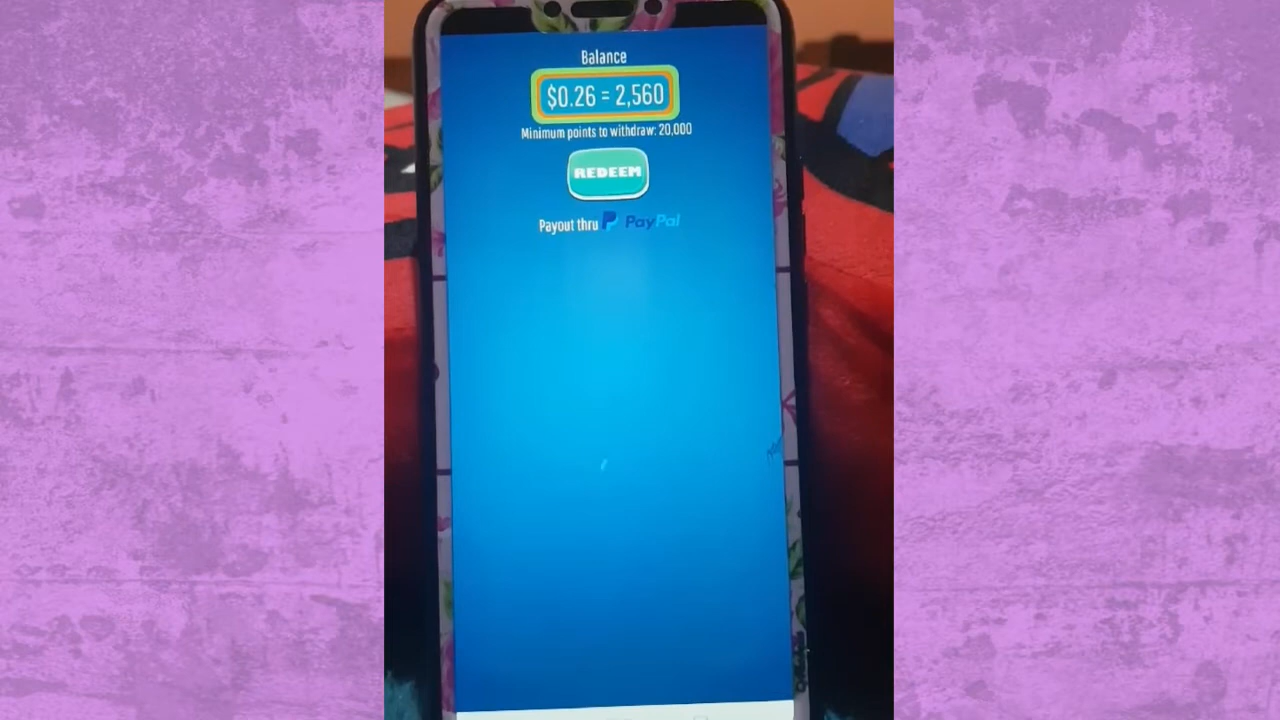 Balance
$0.26 = 2,560
Minimum points to withdraw: 20,000
REDEEM
Payout thru PayPal